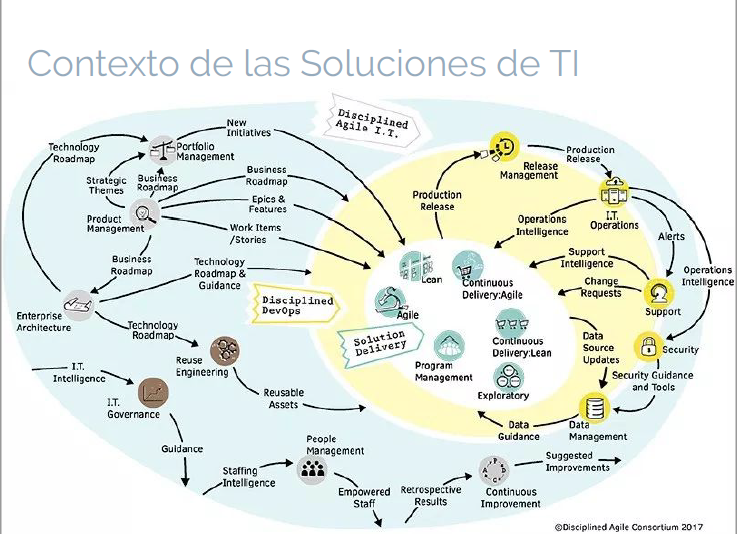 Contexto de las Soluciones de TI
Disciplined
Agile I.T.
New
Initiatives
Technology
Roadmap
Portfolio
Management
Strategic
Themes
Business
Roadmap
Product
Management
Business
Roadmap
Epics &
Features
Work Items
/Stories
Business
Roadmap
Technology
Roadmap &
Guidance
Enterprise
Architecture
Technology
Roadmap
Reuse
Engineering
Reusable
Assets
I.T.
Intelligence
I.T.
Governance
Guidance
Staffing
Intelligence
People
Management
Empowered
Staff
Retrospective
Results
Continuous
Improvement
Suggested
Improvements
Disciplined
DevOps
Solution
Delivery
Lean
Agile
Continuous
Delivery:Agile
Continuous
Delivery:Lean
Program
Management
Exploratory
Production
Release
Release
Management
Production
Release
I.T.
Operations
Operations
Intelligence
Alerts
Operations
Intelligence
Support
Intelligence
Change
Requests
Support
Security
Data
Source
Updates
Security Guidance
and Tools
Data
Management
Data
Guidance
©Disciplined Agile Consortium 2017